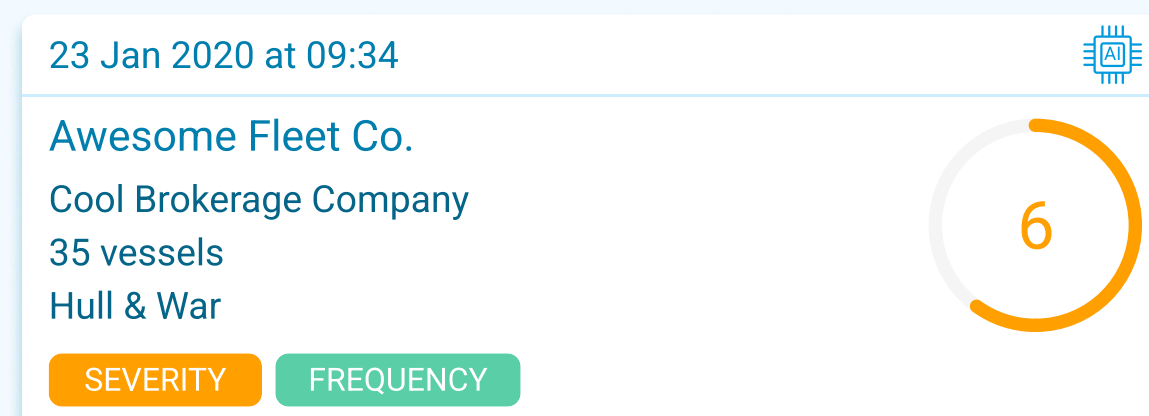 23 Jan 2020 at 09:34
AI
Awesome Fleet Co.
Cool Brokerage Company
35 vessels
6
Hull & War
SEVERITY FREQUENCY